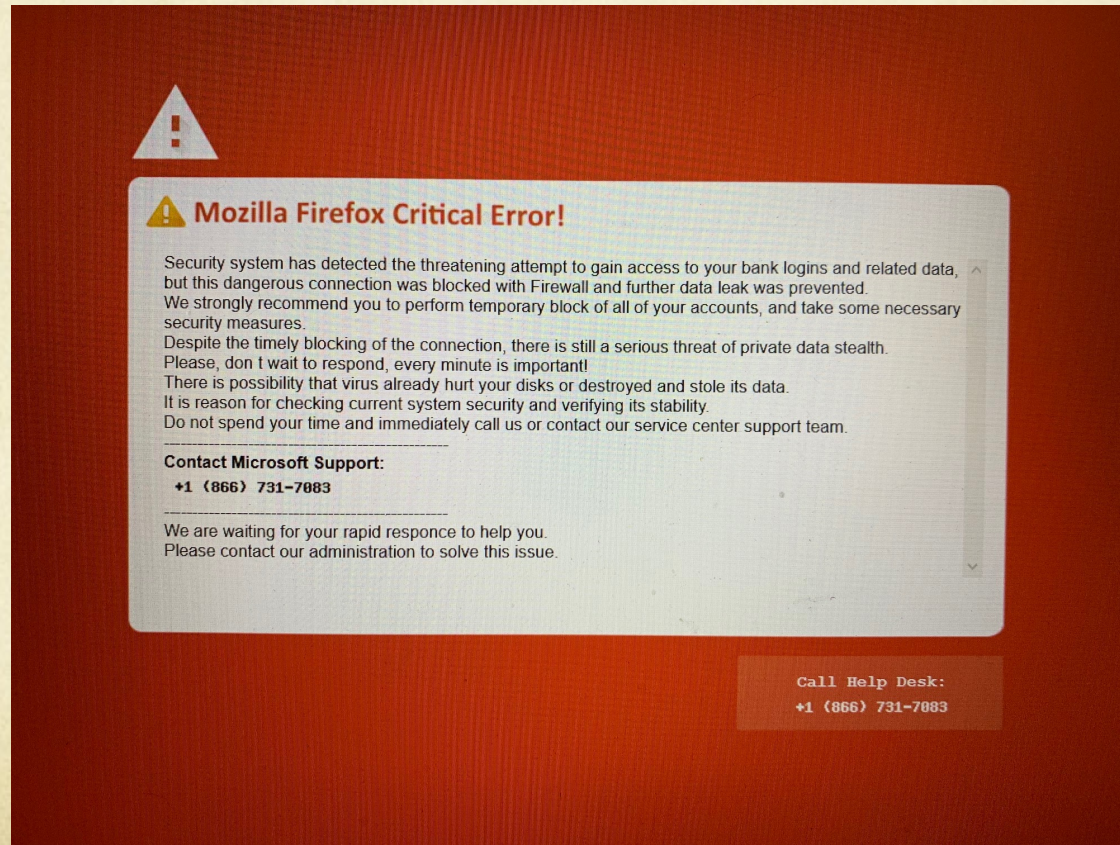 Mozilla Firefox Critical Error!
Security system has detected the threatening attempt to gain access to your bank logins and related data,
but this dangerous connection was blocked with Firewall and further data leak was prevented.
We strongly recommend you to perform temporary block of all of your accounts, and take some necessary
security measures.
Despite the timely blocking of the connection, there is still a serious threat of private data stealth.
Please, don t wait to respond, every minute is important!
There is possibility that virus already hurt your disks or destroyed and stole its data.
It is reason for checking current system security and verifying its stability.
Do not spend your time and immediately call us or contact our service center support team.
Contact Microsoft Support:
+1 (866) 731-7083
We are waiting for your rapid responce to help you.
Please contact our administration to solve this issue.
Call Help Desk:
+1 (866) 731-7083